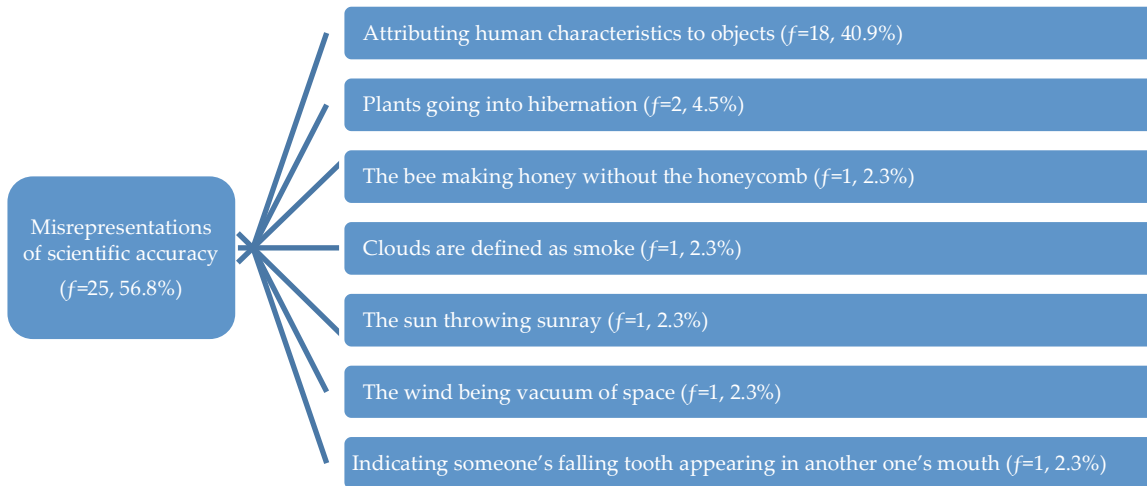 Attributing human characteristics to objects (ƒ=18, 40.9%)
Plants going into hibernation (ƒ=2, 4.5%)
The bee making honey without the honeycomb (ƒ=1, 2.3%)
Misrepresentations
of scientific accuracy
(ƒ=25, 56.8%)
Clouds are defined as smoke (ƒ=1, 2.3%)
The sun throwing sunray (ƒ=1, 2.3%)
The wind being vacuum of space (ƒ=1, 2.3%)
Indicating someone’s falling tooth appearing in another one’s mouth (ƒ=1, 2.3%)